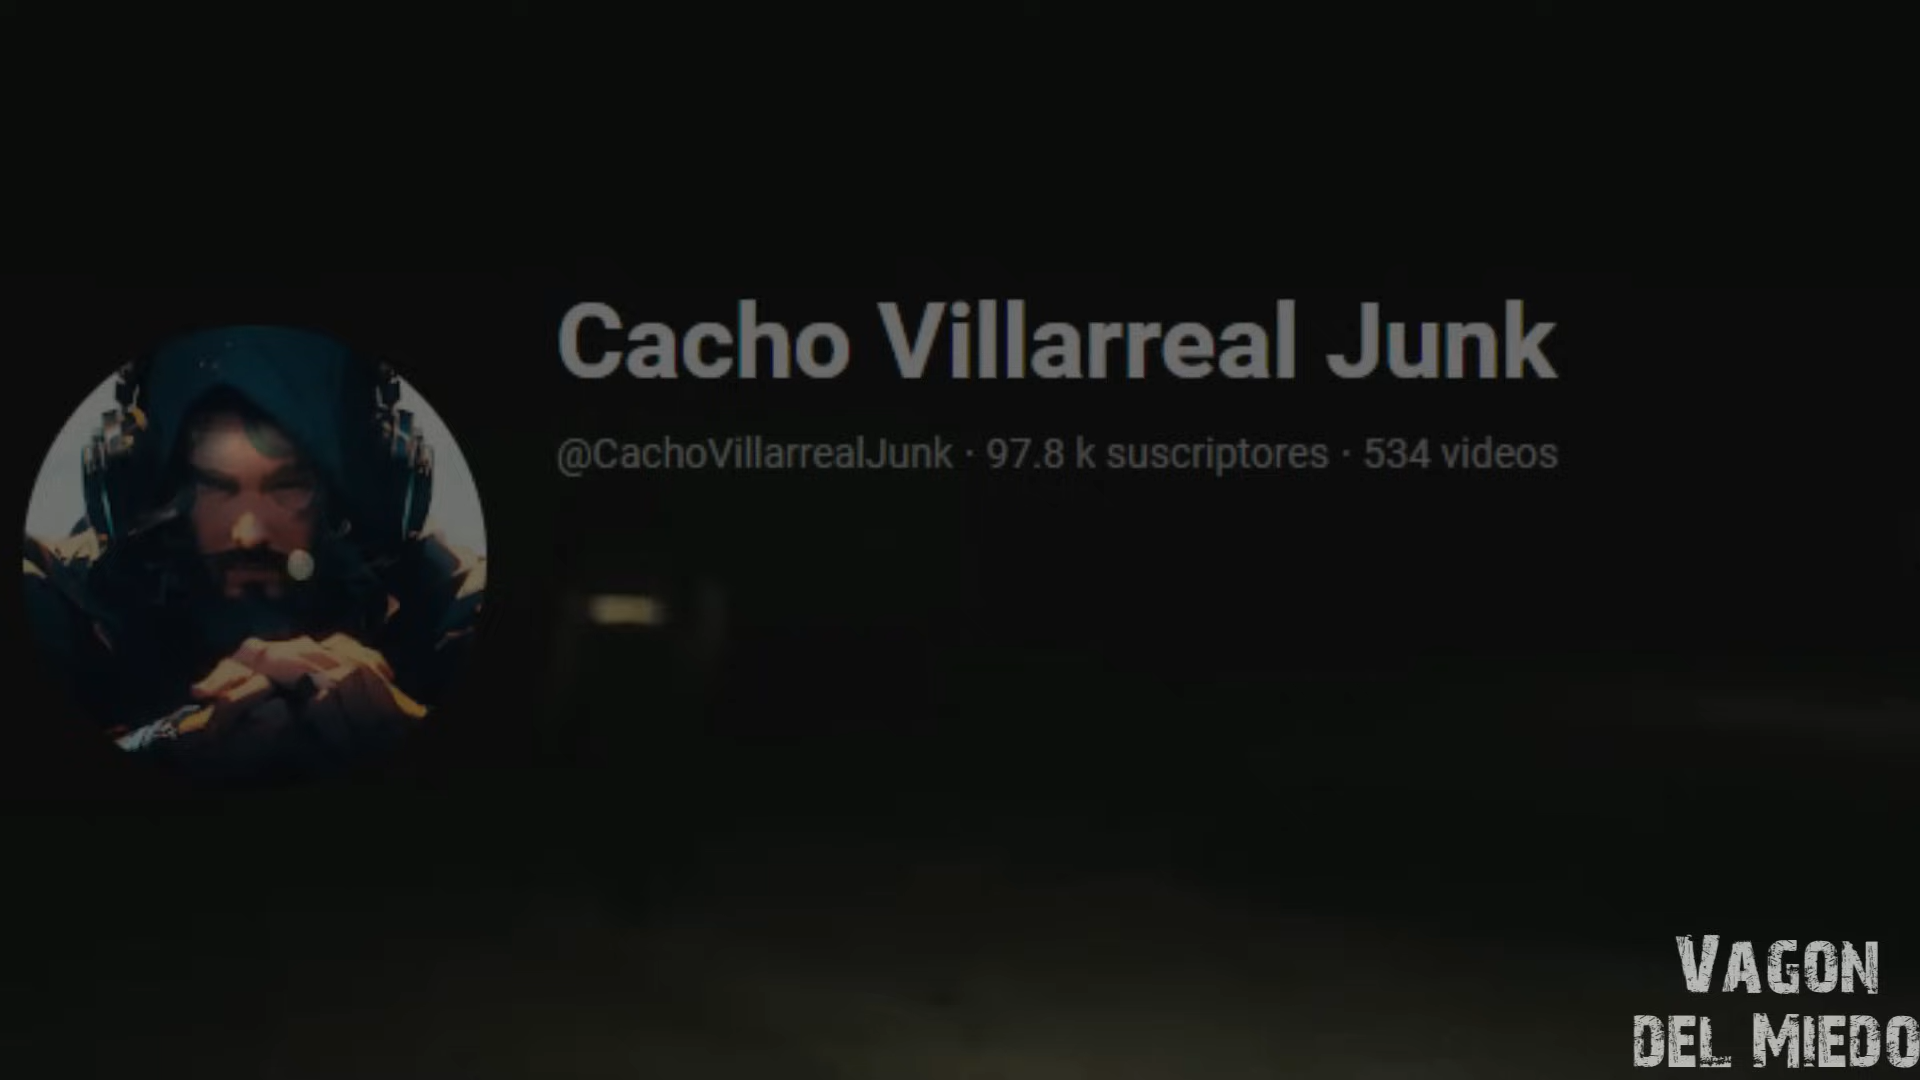 Cacho Villarreal Junk
@CachoVillarrealJunk · 97.8 k suscriptores · 534 videos
VAGON
DEL MIEDO